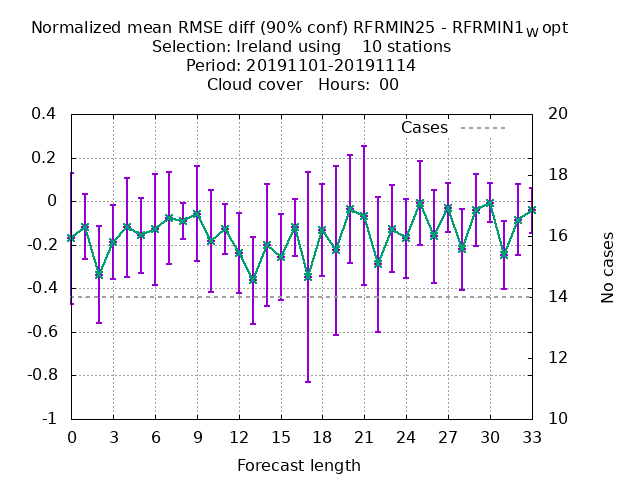 Normalized mean RMSE diff (90% conf) RFRMIN25 - RFRMIN1wopt
Selection: Ireland using 10 stations
Period: 20191101-20191114
Cloud cover Hours: 00
Cases
0.4
0.2
0
-0.2
-0.4
-0.6
-0.8
-1
20
18
16
14
12
10
No cases
0 3 6 9 12 15 18 21 24 27 30 33
Forecast length